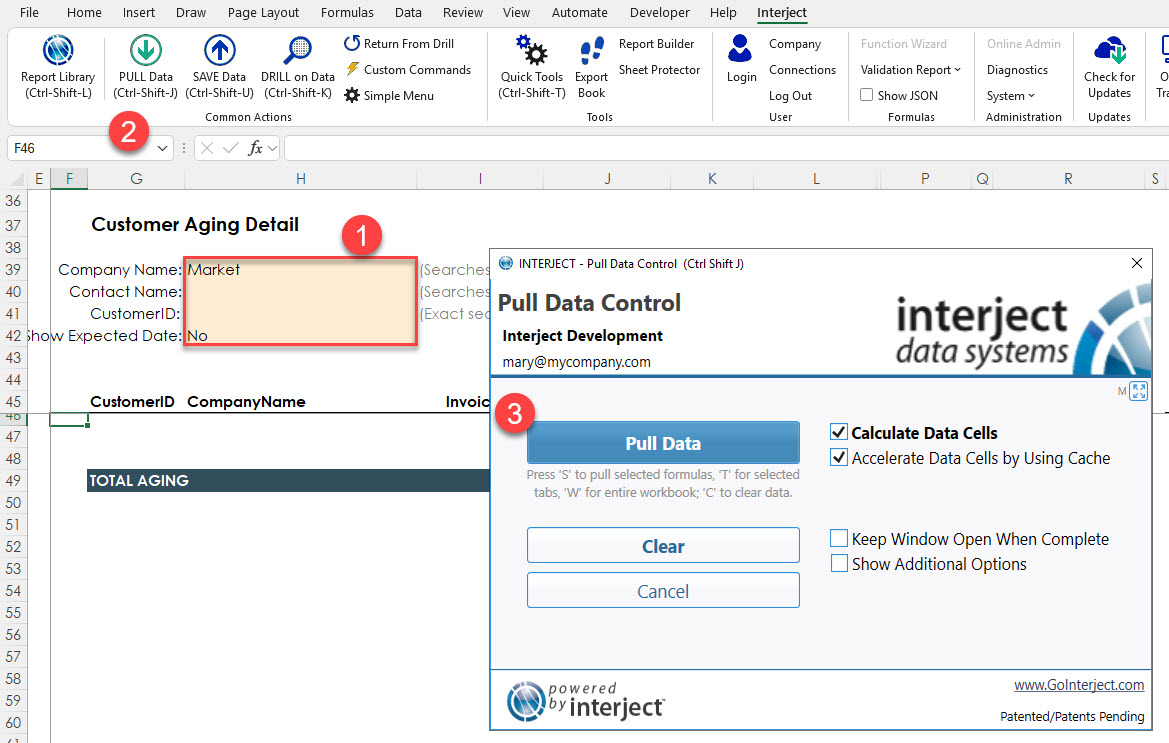 File Home Insert Draw Page Layout Formulas Data Review View Automate Developer Help Interject
Report Library (Ctrl-Shift-L)
PULL Data (Ctrl-Shift-J)
SAVE Data (Ctrl-Shift-U)
DRILL on Data (Ctrl-Shift-K)
Return From Drill
Custom Commands
Simple Menu
Common Actions
Quick Tools (Ctrl-Shift-T)
Export Book
Report Builder
Sheet Protector
Tools
Login
Company
Connections
Log Out
User
Function Wizard
Validation Report
Show JSON
Formulas
Online Admin
Diagnostics
System
Administration
Check for Updates
Updates
2
F46 fx
E F G H I J K L P Q R S
36
37 Customer Aging Detail
1
38
39 Company Name: Market (Searches
40 Contact Name: (Searches
41 CustomerID: (Exact
42 Show Expected Date: No
43
44
45 CustomerID CompanyName
46
47
48
49 TOTAL AGING
50
51
52
53
54
55
56
57
58
59
60
INTERJECT - Pull Data Control (Ctrl Shift J)
Pull Data Control
Interject Development
mary@mycompany.com
interject
data systems
M
3
Pull Data
Press 'S' to pull selected formulas, 'T' for selected
tabs, 'W' for entire workbook; 'C' to clear data.
Clear
Cancel
Calculate Data Cells
Accelerate Data Cells by Using Cache
Keep Window Open When Complete
Show Additional Options
powered
by interject
www.GoInterject.com
Patented/Patents Pending